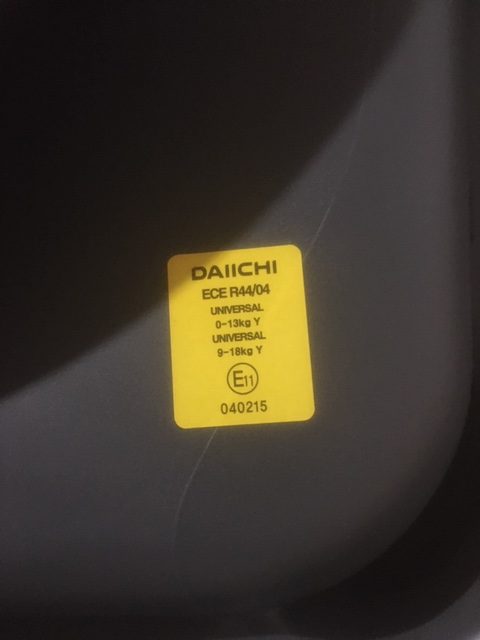 DAIICHI
ECE R44/04
UNIVERSAL
0-13kg Y
UNIVERSAL
9-18kg Y
E11
040215